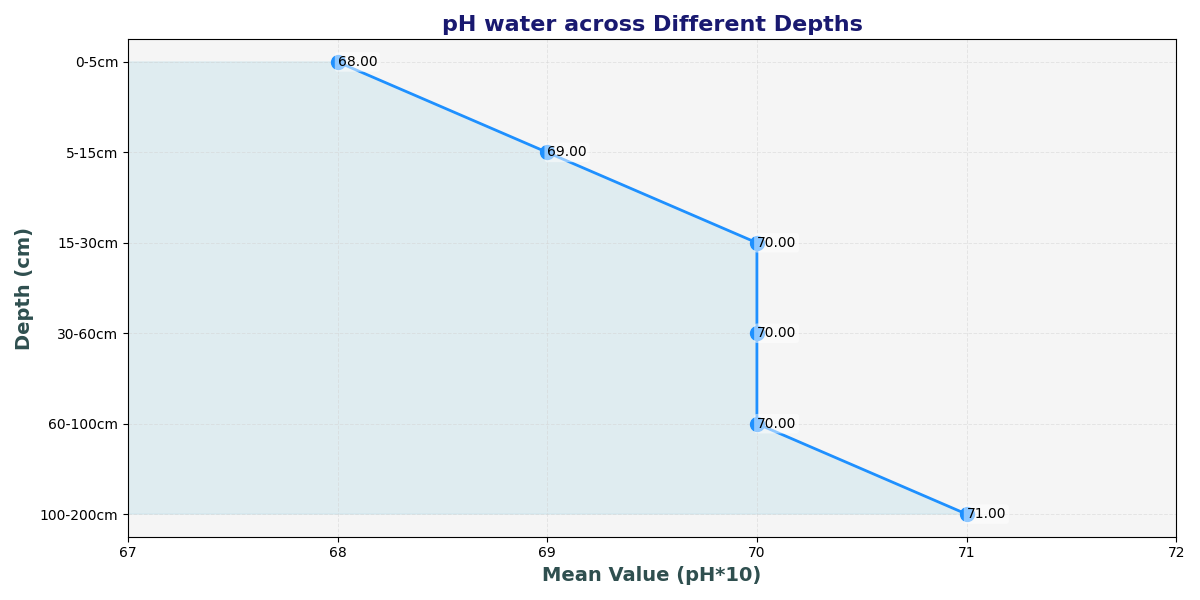 pH water across Different Depths
0-5cm
68.00
5-15cm
69.00
15-30cm
70.00
30-60cm
70.00
60-100cm
70.00
100-200cm
71.00
Depth (cm)
67 68 69 70 71 72
Mean Value (pH*10)